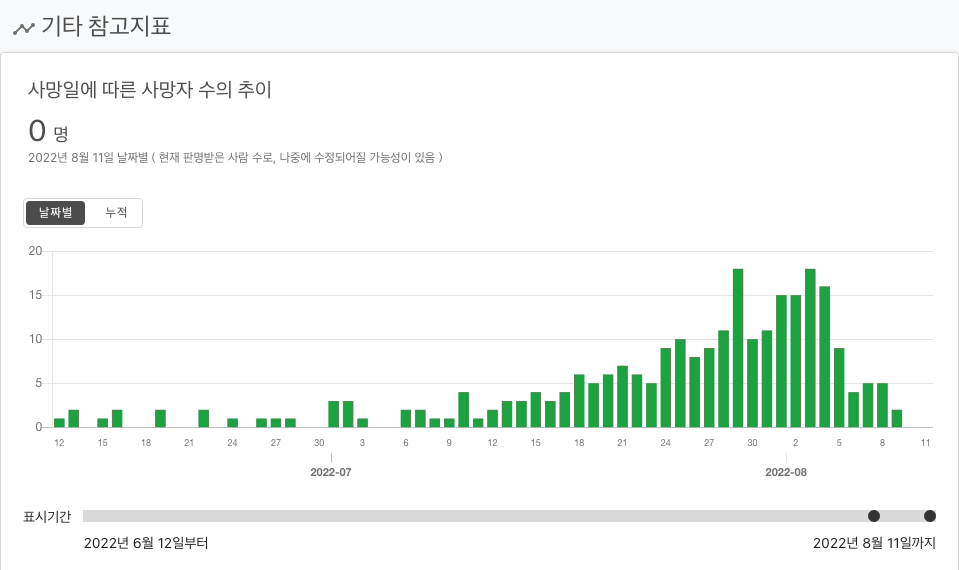 기타 참고지표
사망일에 따른 사망자 수의 추이
0 명
2022년 8월 11일 날짜별 ( 현재 판명받은 사람 수로, 나중에 수정되어질 가능성이 있음 )
날짜별 누적
20
15
10
5
0
12 15 18 21 24 27 30 3 6 9 12 15 18 21 24 27 30 2 5 8 11
2022-07 2022-08
표시기간
2022년 6월 12일부터 2022년 8월 11일까지